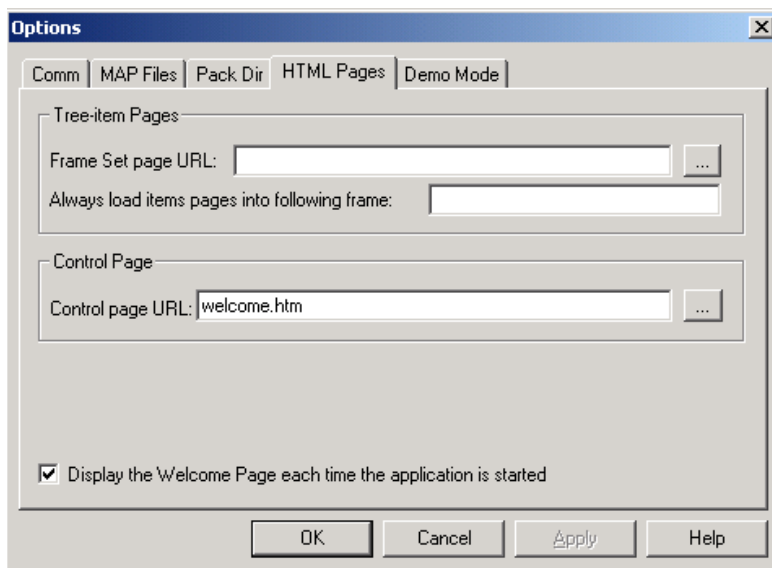 Options
Comm MAP Files Pack Dir HTML Pages Demo Mode
Tree-item Pages
Frame Set page URL: ...
Always load items pages into following frame:
Control Page
Control page URL: welcome.htm ...
Display the Welcome Page each time the application is started
OK Cancel Apply Help